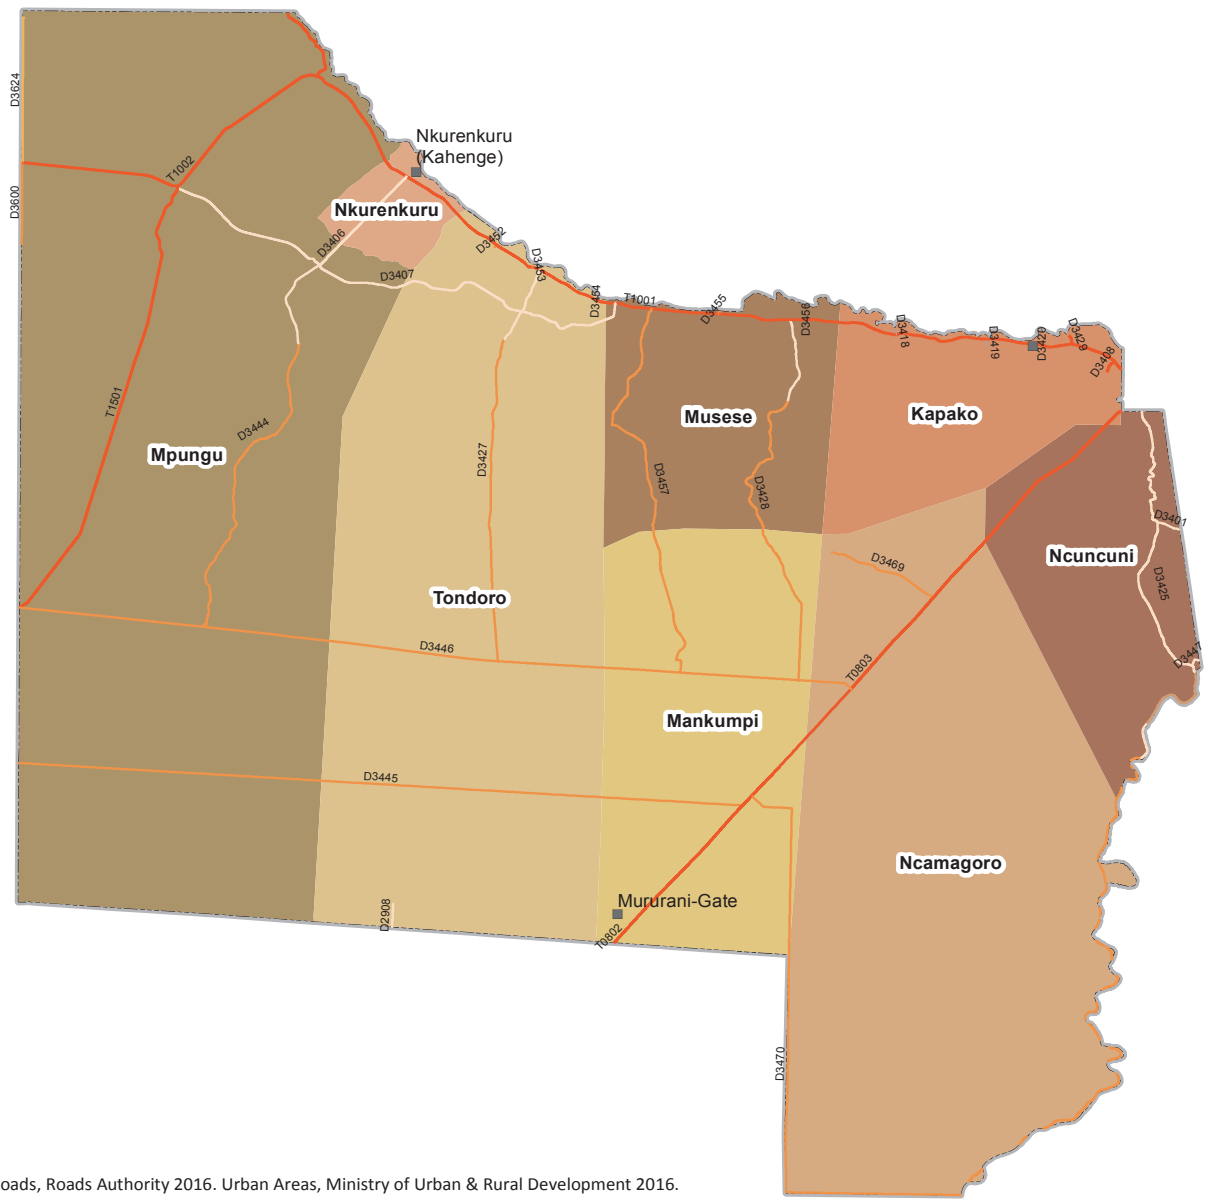 D3624
Nkurenkuru
(Kahenge)
T1002
D3600
Nkurenkuru
D3406
D3452
D3453
D3407
D3454
T1001
D3455
D3456
D3418
D3419
D3420
D3429
D3408
T1501
D3444
Mpungu
D3427
Musese
Kapako
D3457
D3428
D3401
D3469
Ncuncuni
D3425
Tondoro
D3446
T0803
D3447
Mankumpi
D3445
Ncamagoro
D2908
Mururani-Gate
T0802
D3470
oads, Roads Authority 2016. Urban Areas, Ministry of Urban & Rural Development 2016.